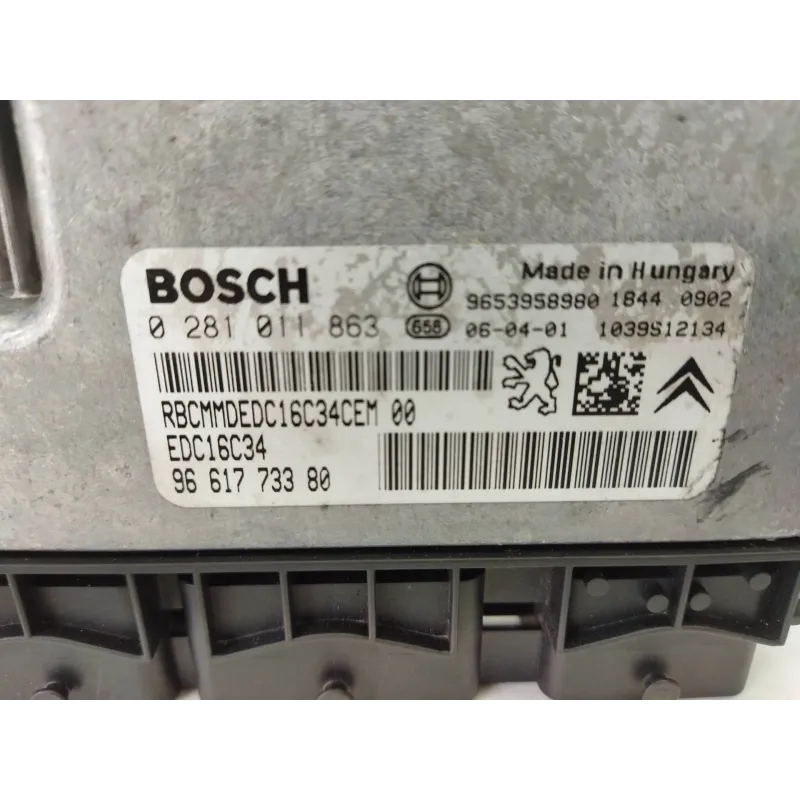 BOSCH
Made in Hungary
9653958980 1844 0902
0 281 011 863 658 06-04-01 1039S12134
RBCMMDEDC16C34CEM 00
EDC16C34
96 617 733 80